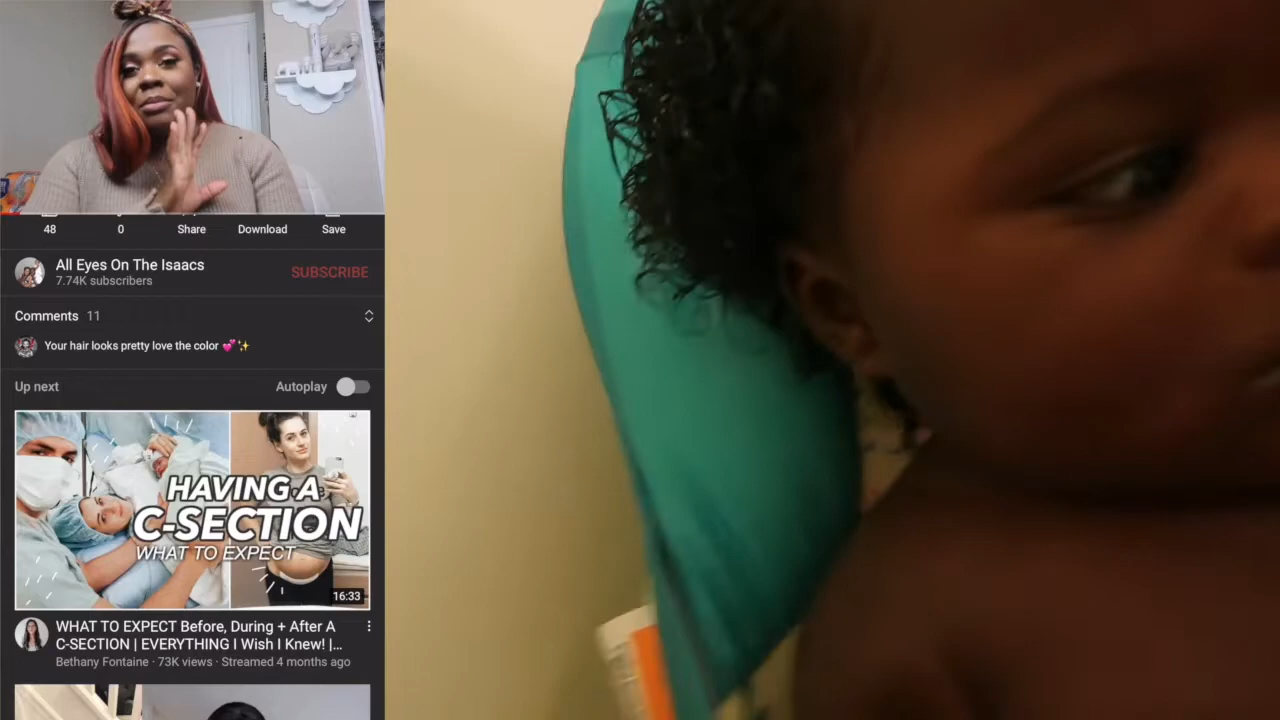 48
0
Share
Download
Save
All Eyes On The Isaacs
SUBSCRIBE
7.74K subscribers
Comments 11
Your hair looks pretty love the color 💕✨
Up next
Autoplay
HAVING A
C-SECTION
WHAT TO EXPECT
16:33
WHAT TO EXPECT Before, During + After A
C-SECTION | EVERYTHING I Wish I Knew! |...
Bethany Fontaine · 73K views · Streamed 4 months ago